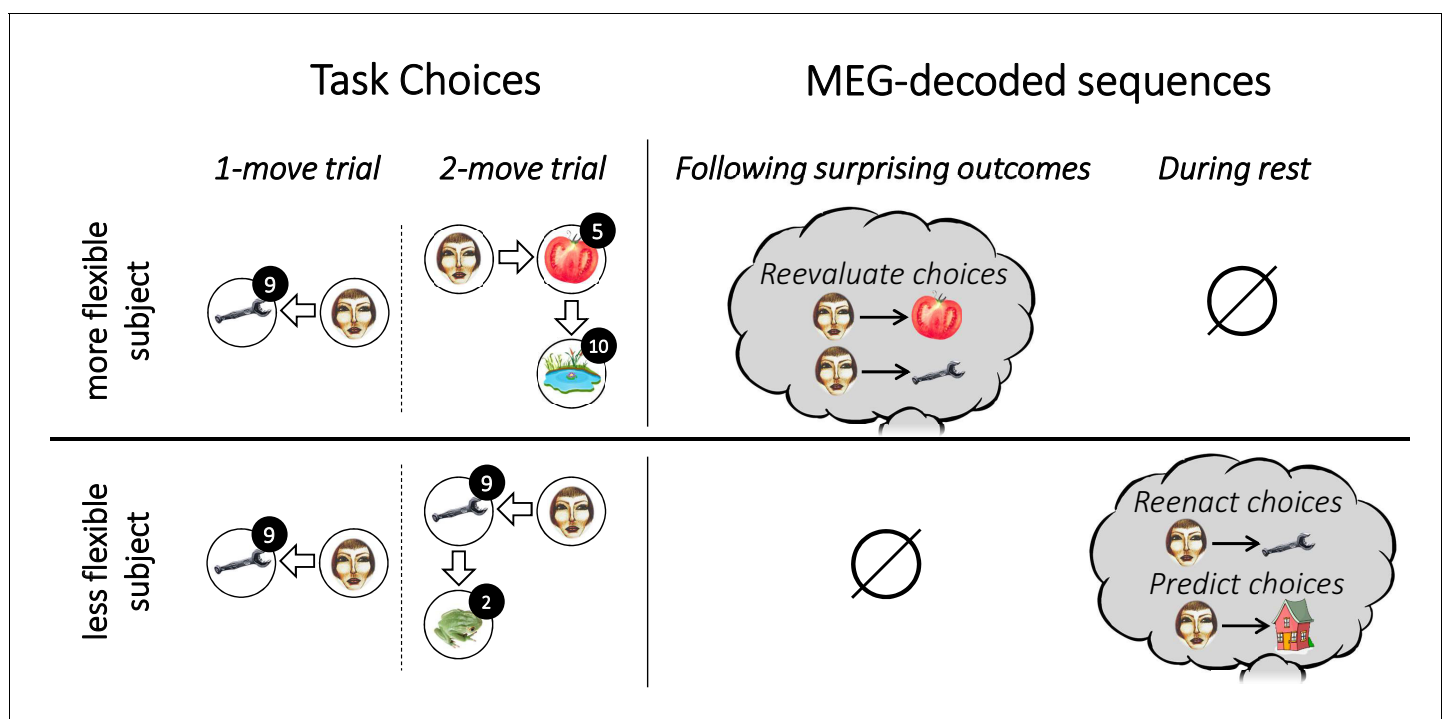 Task Choices
MEG-decoded sequences
1-move trial
2-move trial
Following surprising outcomes
During rest
more flexible
subject
9
5
10
Reevaluate choices
less flexible
subject
9
9
2
Reenact choices
Predict choices